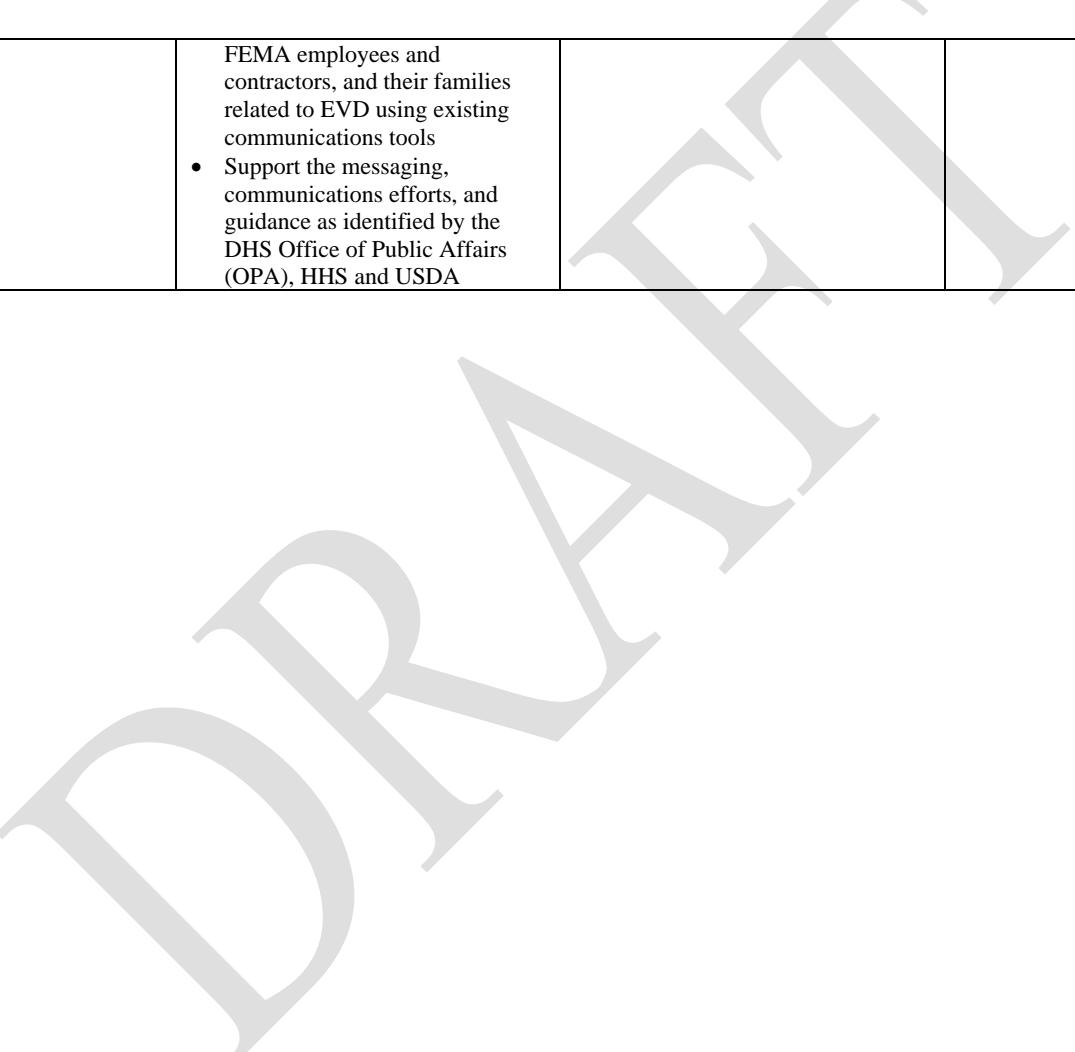 FEMA employees and
contractors, and their families
related to EVD using existing
communications tools
• Support the messaging,
communications efforts, and
guidance as identified by the
DHS Office of Public Affairs
(OPA), HHS and USDA
DRAFT